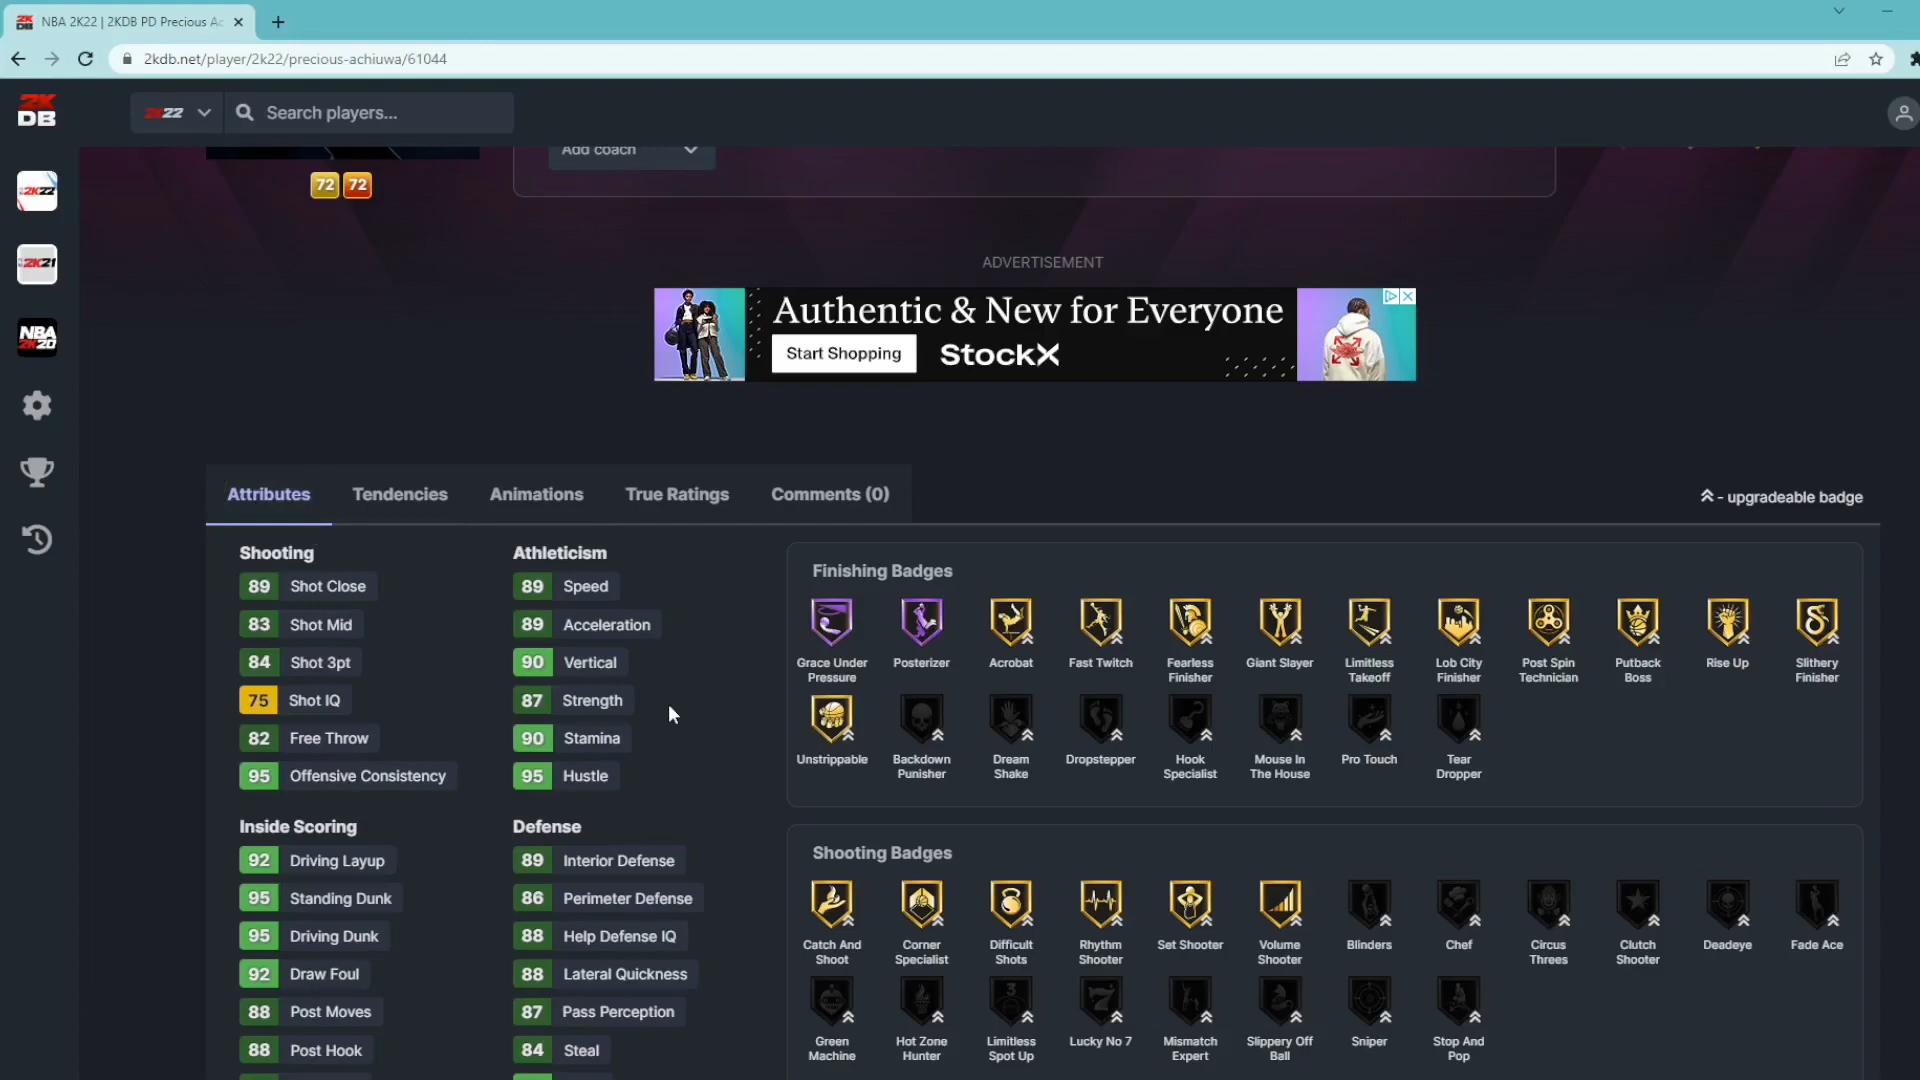 NBA 2K22 | 2KDB PD Precious Ac
2kdb.net/player/2k22/precious-achiuwa/61044
2K
DB
2K22
Search players...
2K22
2K21
NBA
2K20
Add coach
72 72
ADVERTISEMENT
Authentic & New for Everyone
Start Shopping
StockX
Attributes
Tendencies
Animations
True Ratings
Comments (0)
- upgradeable badge
Shooting
89 Shot Close
83 Shot Mid
84 Shot 3pt
75 Shot IQ
82 Free Throw
95 Offensive Consistency
Inside Scoring
92 Driving Layup
95 Standing Dunk
95 Driving Dunk
92 Draw Foul
88 Post Moves
88 Post Hook
Athleticism
89 Speed
89 Acceleration
90 Vertical
87 Strength
90 Stamina
95 Hustle
Defense
89 Interior Defense
86 Perimeter Defense
88 Help Defense IQ
88 Lateral Quickness
87 Pass Perception
84 Steal
Finishing Badges
Grace Under
Pressure
Posterizer
Acrobat
Fast Twitch
Fearless
Finisher
Giant Slayer
Limitless
Takeoff
Lob City
Finisher
Post Spin
Technician
Putback
Boss
Rise Up
Slithery
Finisher
Unstrippable
Backdown
Punisher
Dream
Shake
Dropstepper
Hook
Specialist
Mouse In
The House
Pro Touch
Tear
Dropper
Shooting Badges
Catch And
Shoot
Corner
Specialist
Difficult
Shots
Rhythm
Shooter
Set Shooter
Volume
Shooter
Blinders
Chef
Circus
Threes
Clutch
Shooter
Deadeye
Fade Ace
Green
Machine
Hot Zone
Hunter
Limitless
Spot Up
Lucky No 7
Mismatch
Expert
Slippery Off
Ball
Sniper
Stop And
Pop